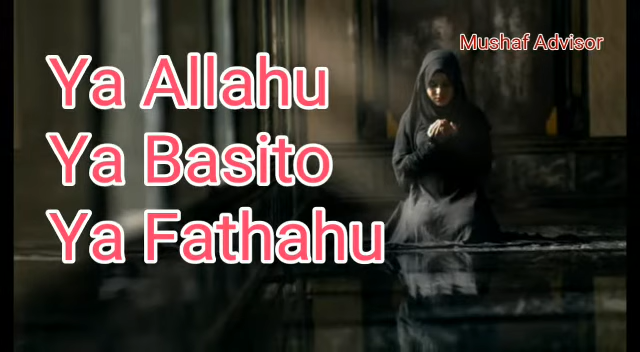 Mushaf Advisor
Ya Allahu
Ya Basito
Ya Fathahu